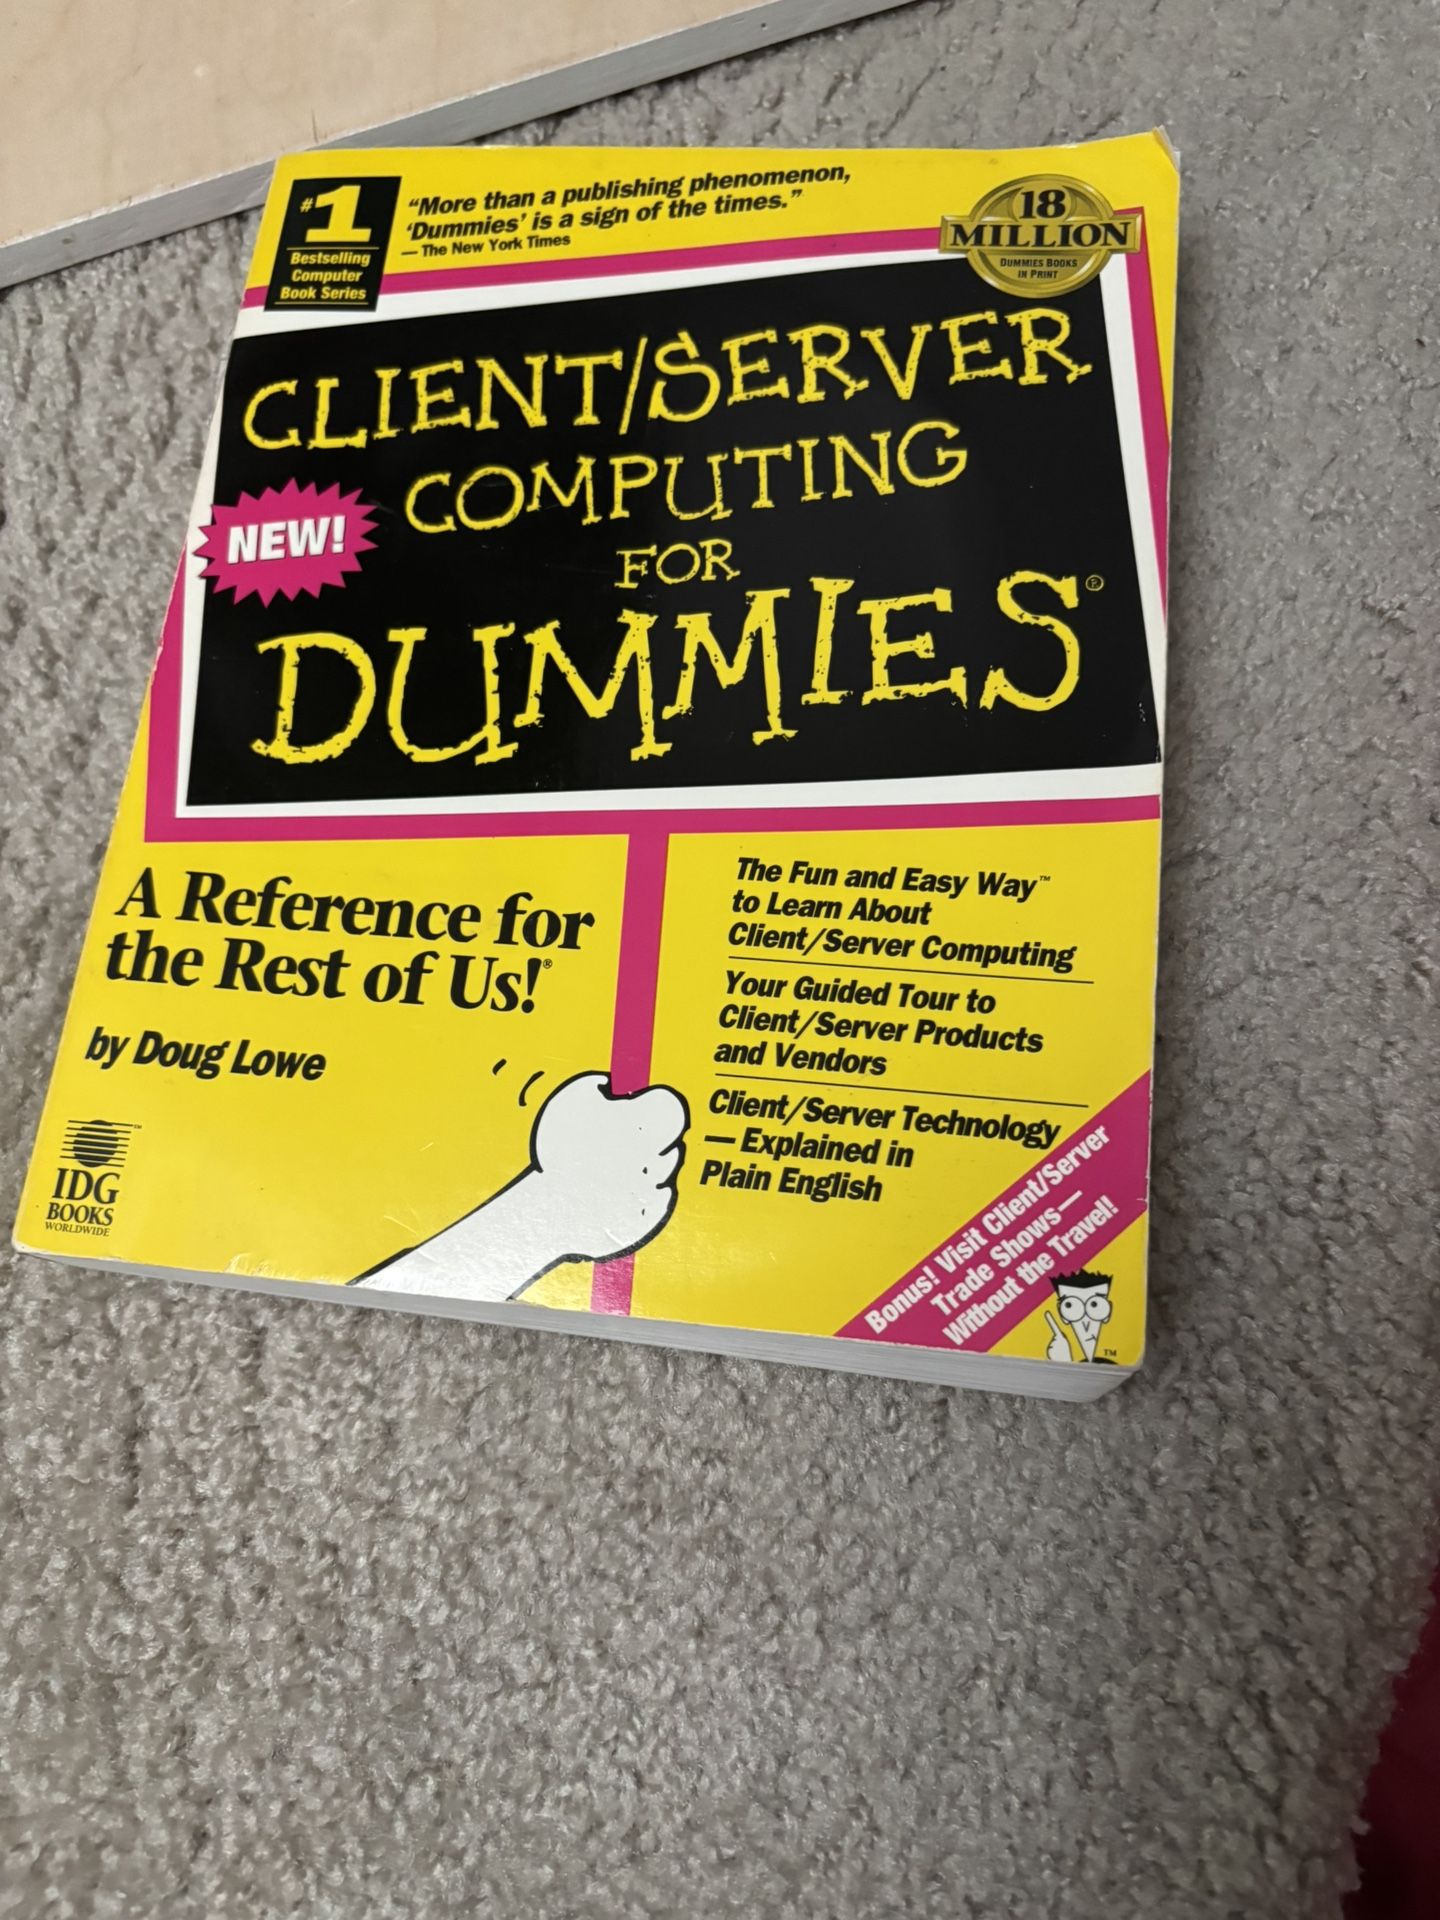 #1
Bestselling
Computer
Book Series
“More than a publishing phenomenon,
‘Dummies’ is a sign of the times.”
— The New York Times
18
MILLION
DUMMIES BOOKS
IN PRINT
CLIENT/SERVER
COMPUTING
NEW!
FOR
DUMMIES®
A Reference for
the Rest of Us!®
by Doug Lowe
IDG
BOOKS
WORLDWIDE
™
The Fun and Easy Way™
to Learn About
Client/Server Computing
Your Guided Tour to
Client/Server Products
and Vendors
Client/Server Technology
— Explained in
Plain English
Bonus! Visit Client/Server
Trade Shows—
Without the Travel!
™